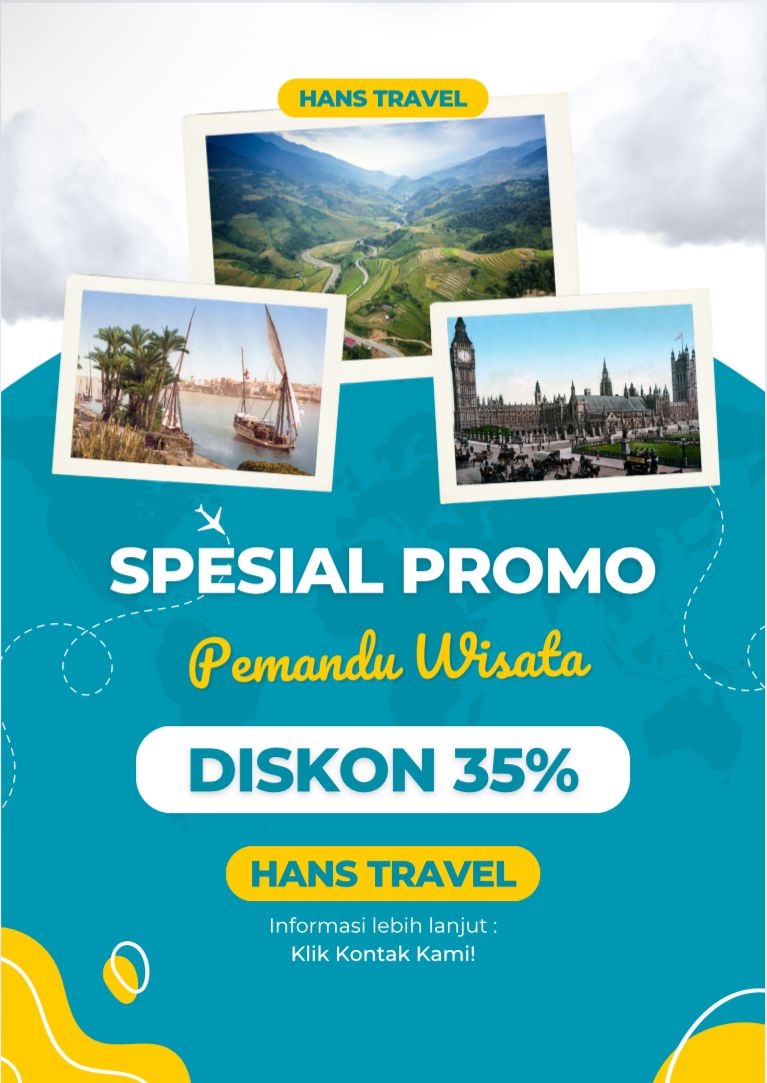 HANS TRAVEL
SPESIAL PROMO
Pemandu Wisata
DISKON 35%
HANS TRAVEL
Informasi lebih lanjut :
Klik Kontak Kami!